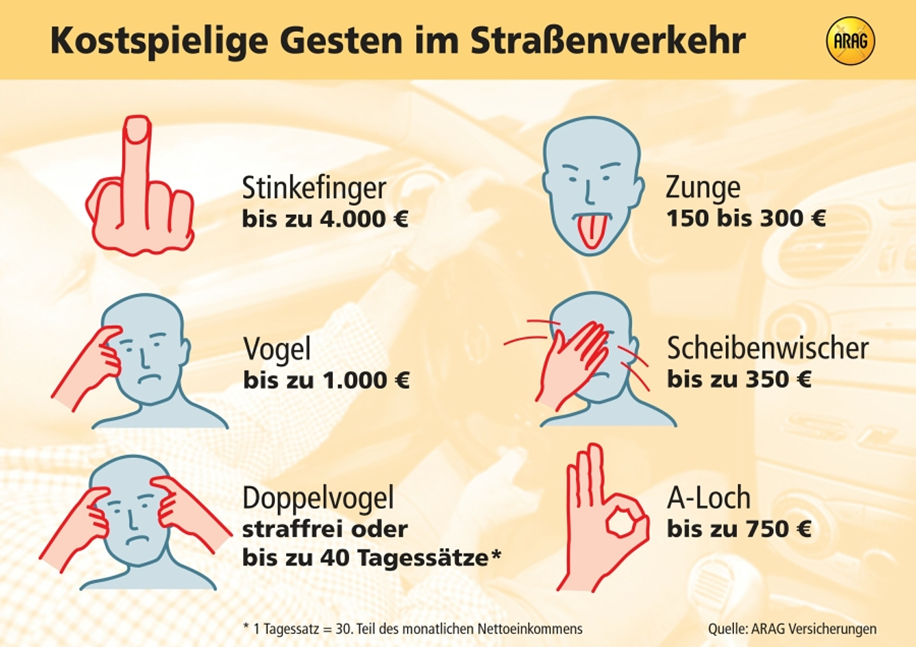 Kostspielige Gesten im Straßenverkehr
ARAG
Stinkefinger
bis zu 4.000 €
Zunge
150 bis 300 €
Vogel
bis zu 1.000 €
Scheibenwischer
bis zu 350 €
Doppelvogel
straffrei oder
bis zu 40 Tagessätze*
A-Loch
bis zu 750 €
* 1 Tagessatz = 30. Teil des monatlichen Nettoeinkommens
Quelle: ARAG Versicherungen